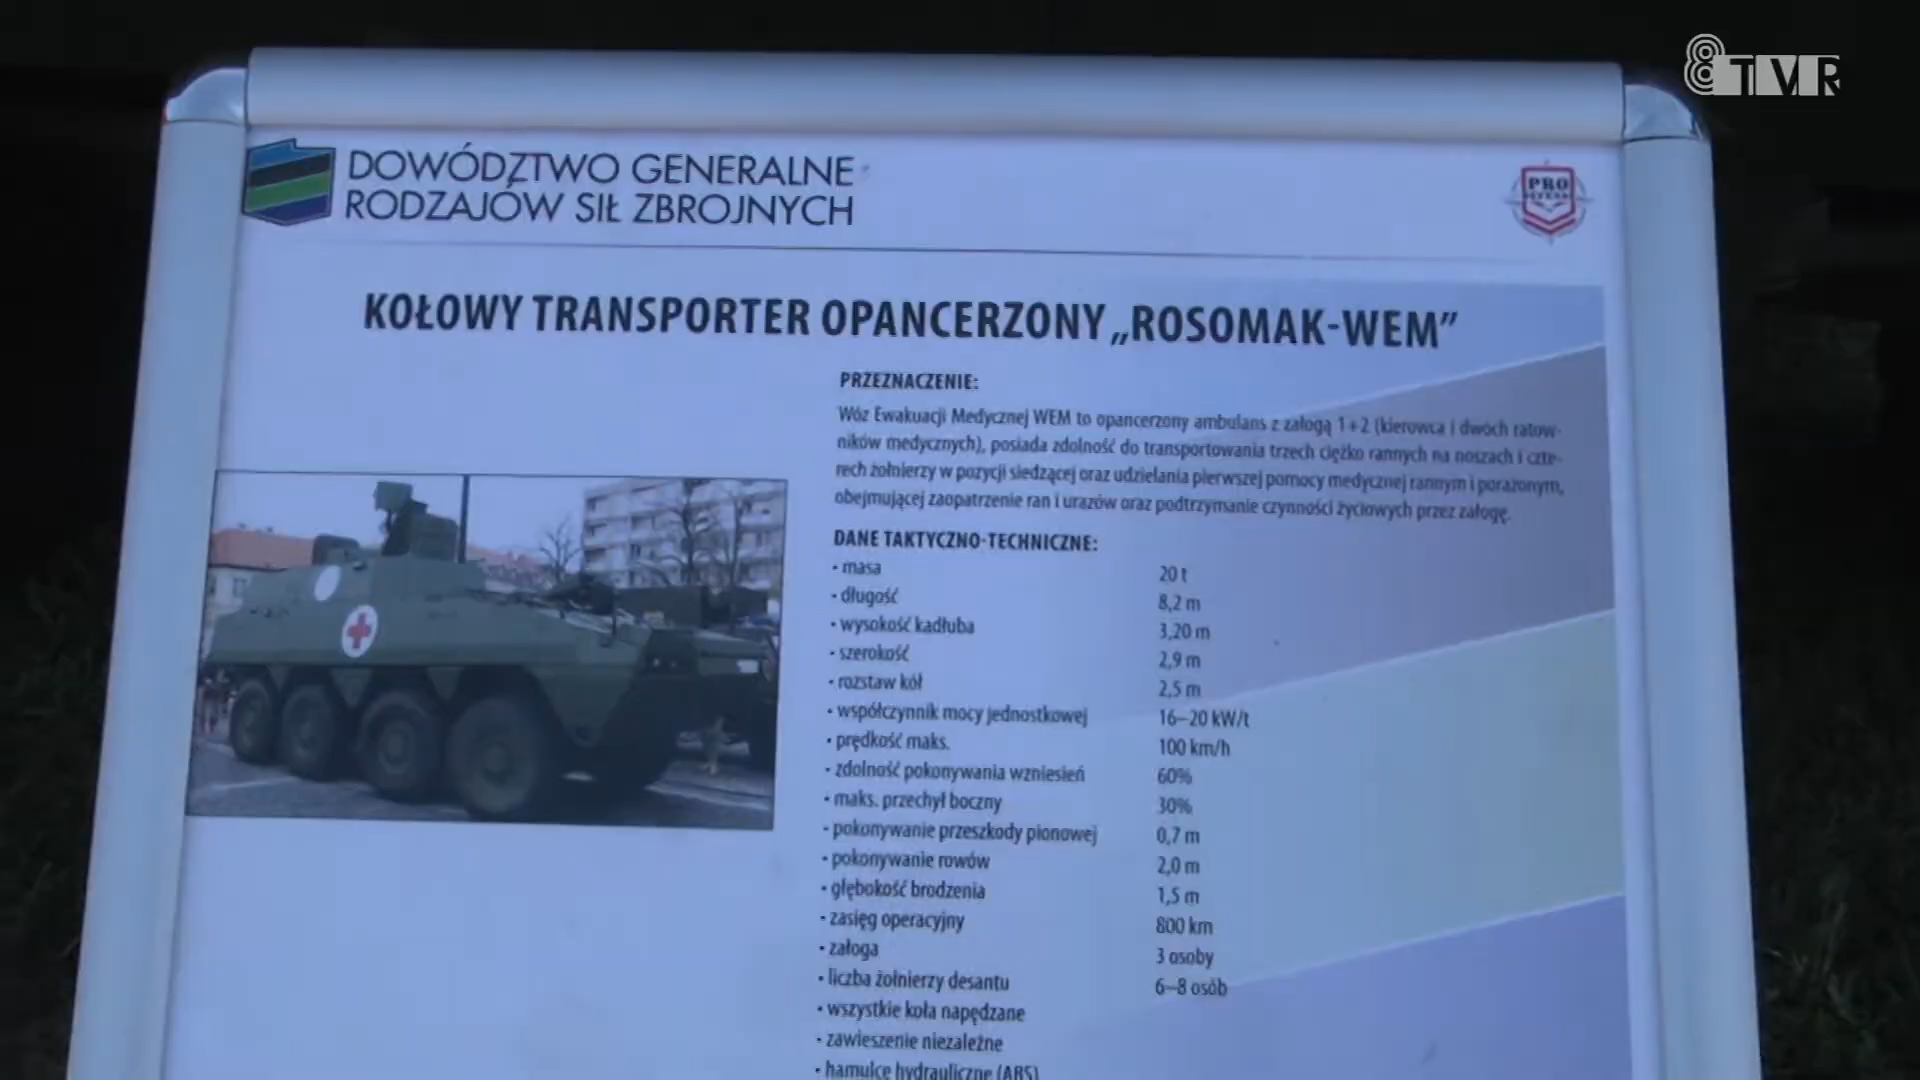 8TVR
DOWÓDZTWO GENERALNE
RODZAJÓW SIŁ ZBROJNYCH
PRO
KOŁOWY TRANSPORTER OPANCERZONY „ROSOMAK-WEM”
PRZEZNACZENIE:
Wóz Ewakuacji Medycznej WEM to opancerzony ambulans z załogą 1+2 (kierowca i dwóch ratow-
ników medycznych), posiada zdolność do transportowania trzech ciężko rannych na noszach i czte-
rech żołnierzy w pozycji siedzącej oraz udzielania pierwszej pomocy medycznej rannym i porażonym,
obejmującej zaopatrzenie ran i urazów oraz podtrzymanie czynności życiowych przez załogę.
DANE TAKTYCZNO-TECHNICZNE:
• masa 20 t
• długość 8,2 m
• wysokość kadłuba 3,20 m
• szerokość 2,9 m
• rozstaw kół 2,5 m
• współczynnik mocy jednostkowej 16–20 kW/t
• prędkość maks. 100 km/h
• zdolność pokonywania wzniesień 60%
• maks. przechył boczny 30%
• pokonywanie przeszkody pionowej 0,7 m
• pokonywanie rowów 2,0 m
• głębokość brodzenia 1,5 m
• zasięg operacyjny 800 km
• załoga 3 osoby
• liczba żołnierzy desantu 6–8 osób
• wszystkie koła napędzane
• zawieszenie niezależne
• hamulce hydrauliczne (ABS)